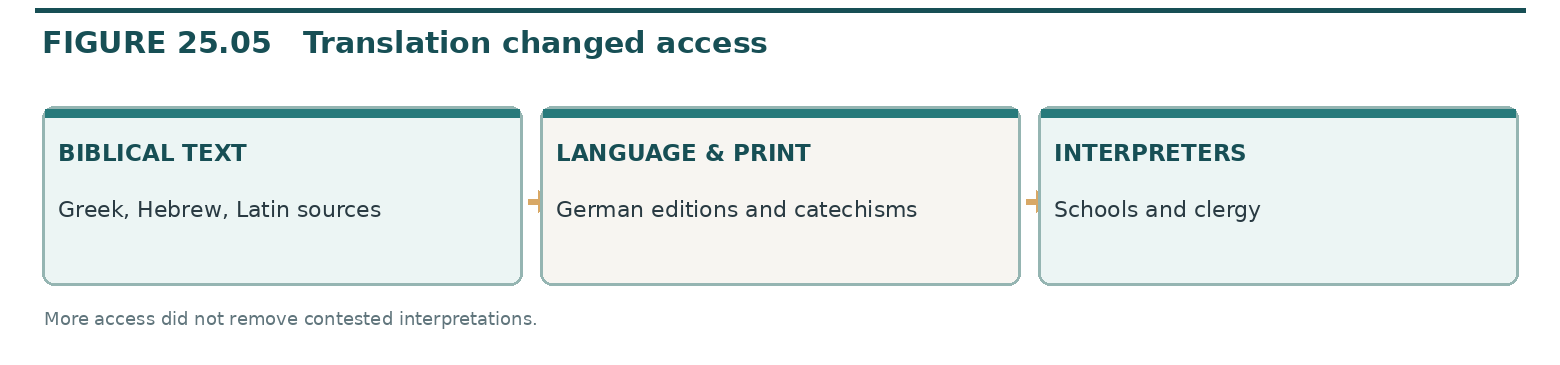 FIGURE 25.05 Translation changed access
BIBLICAL TEXT
Greek, Hebrew, Latin sources
LANGUAGE & PRINT
German editions and catechisms
INTERPRETERS
Schools and clergy
More access did not remove contested interpretations.